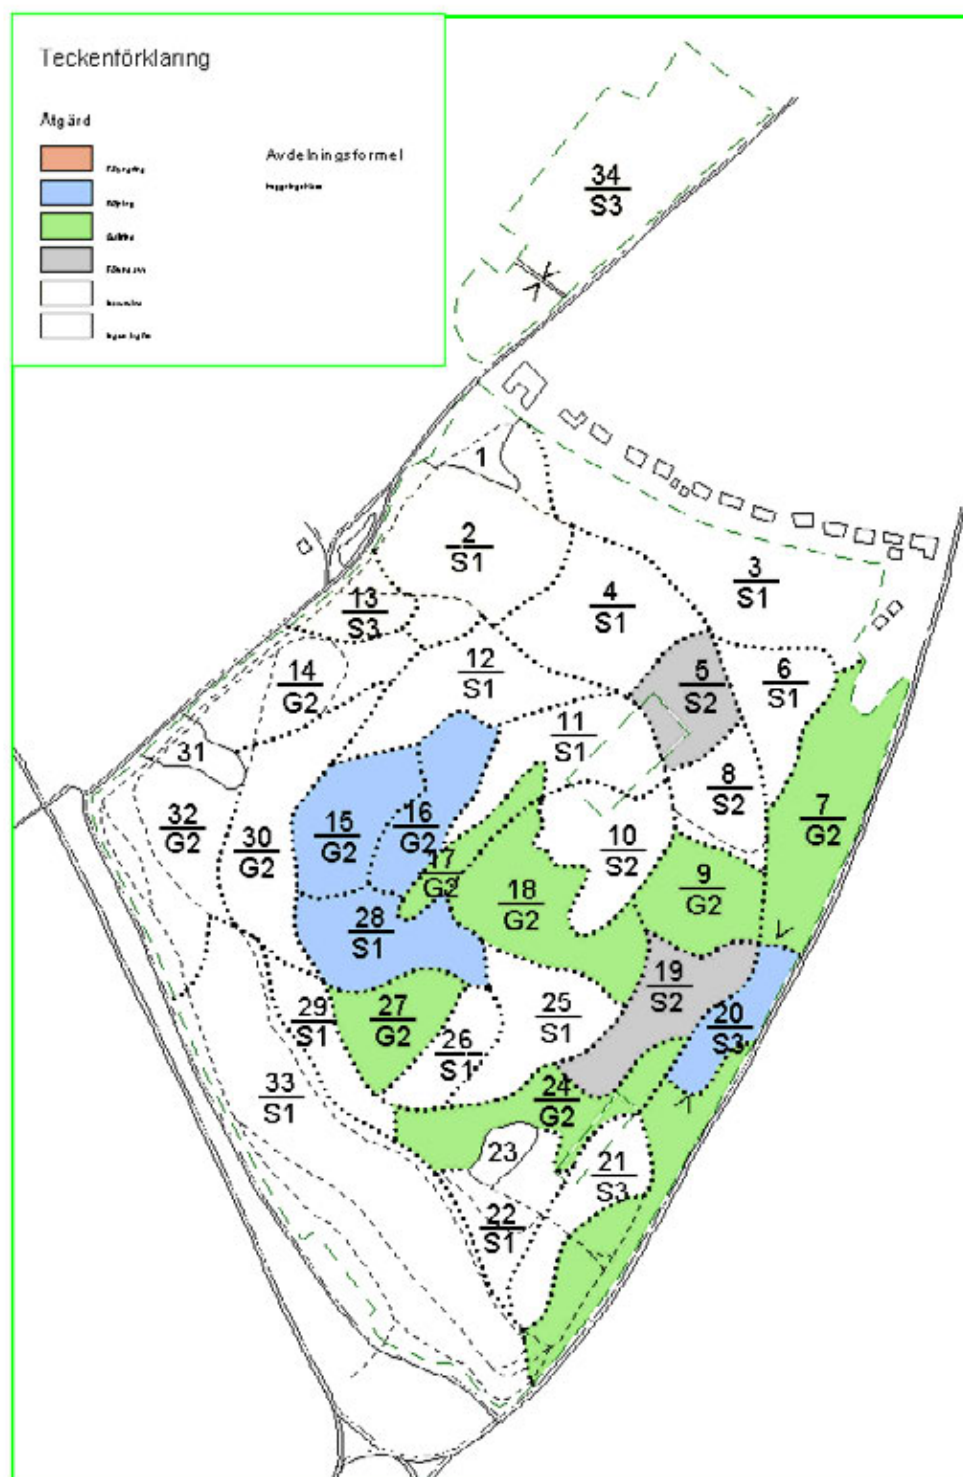 Teckenförklaring
Åtgärd
Avdelningsformel
34
S3
1
2
S1
3
S1
4
S1
13
S3
12
S1
5
S2
6
S1
14
G2
11
S1
31
8
S2
7
G2
32
G2
30
G2
15
G2
16
G2
10
S2
17
G2
9
G2
18
G2
28
S1
19
S2
29
S1
27
G2
25
S1
20
S3
26
S1
33
S1
24
G2
23
21
S3
22
S1